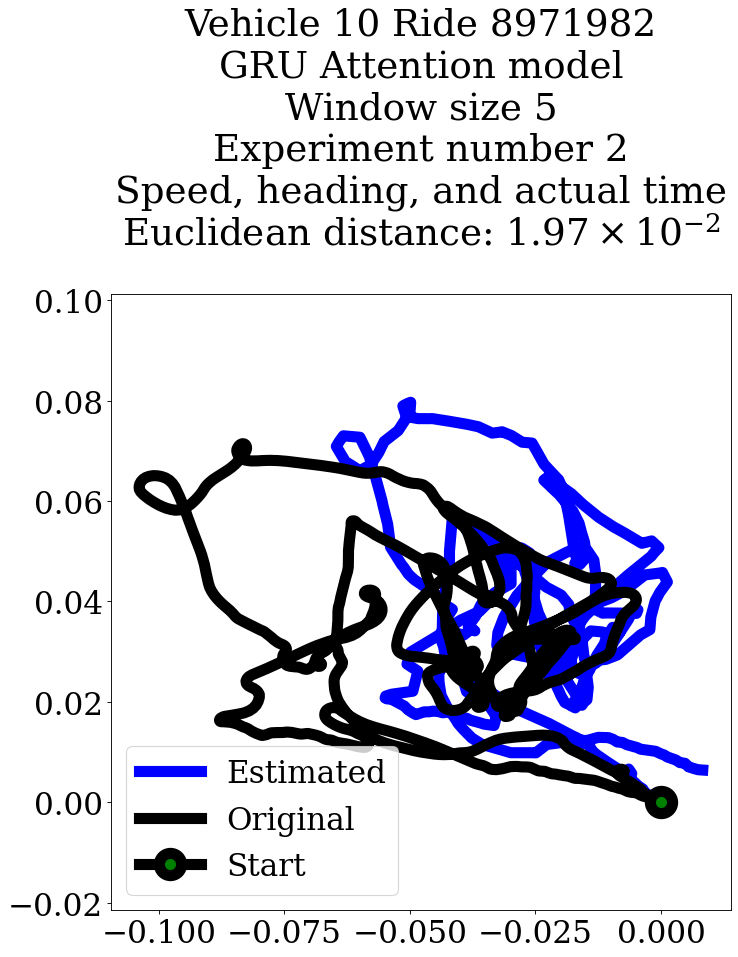 Vehicle 10 Ride 8971982
GRU Attention model
Window size 5
Experiment number 2
Speed, heading, and actual time
Euclidean distance: 1.97 × 10⁻²
0.10
0.08
0.06
0.04
0.02
0.00
−0.02
Estimated
Original
Start
−0.100 −0.075 −0.050 −0.025 0.000